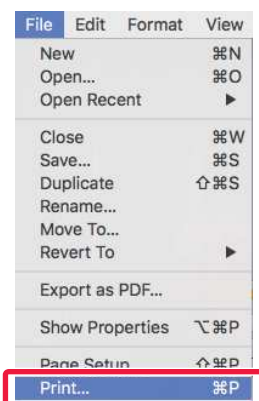 File Edit Format View
New ⌘N
Open... ⌘O
Open Recent ▶
Close ⌘W
Save... ⌘S
Duplicate ⇧⌘S
Rename...
Move To...
Revert To ▶
Export as PDF...
Show Properties ⌥⌘P
Page Setup ⇧⌘P
Print... ⌘P